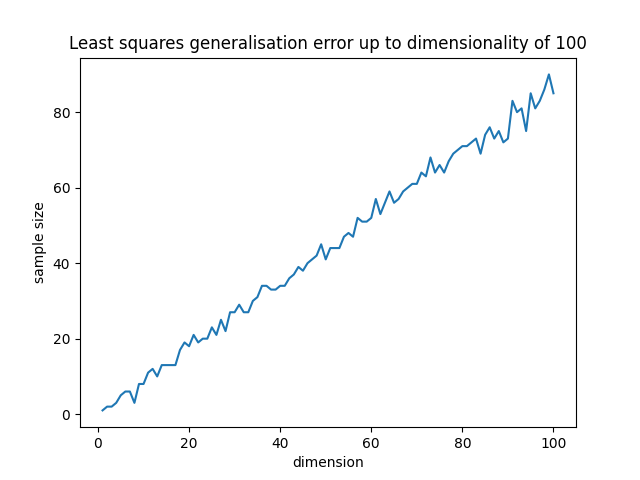 Least squares generalisation error up to dimensionality of 100
80
60
40
20
0
sample size
0 20 40 60 80 100
dimension